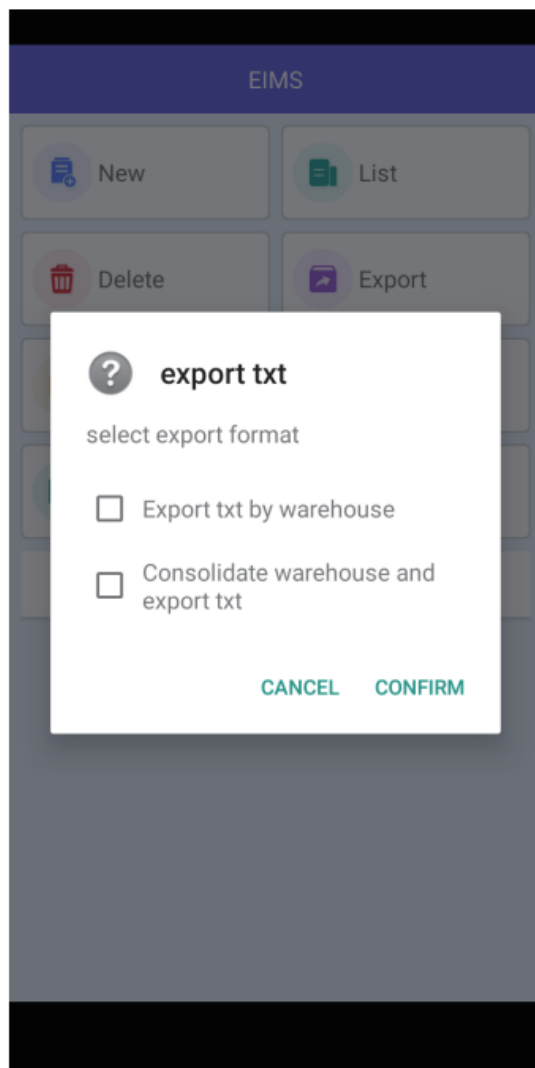 EIMS
New
List
Delete
Export
export txt
select export format
Export txt by warehouse
Consolidate warehouse and
export txt
CANCEL
CONFIRM